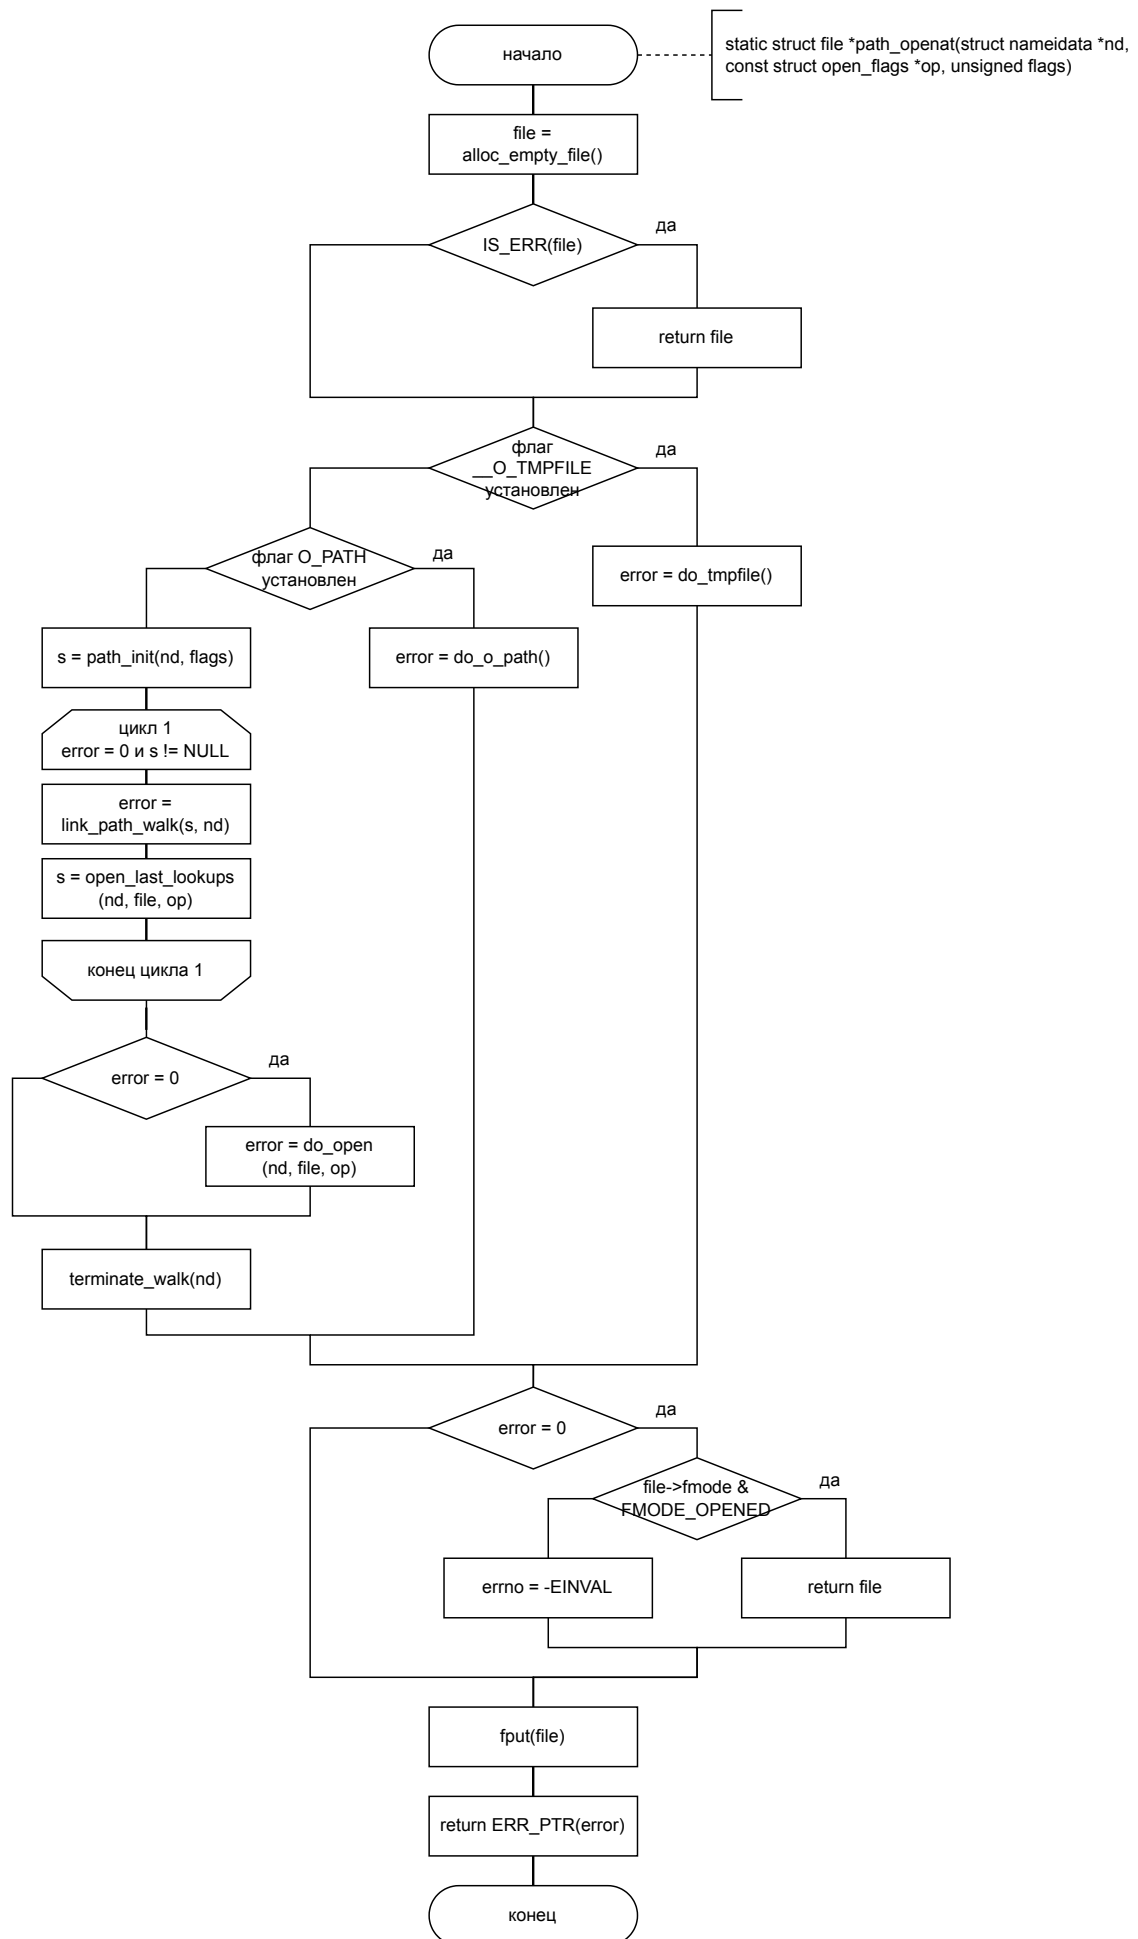 начало
static struct file *path_openat(struct nameidata *nd,
const struct open_flags *op, unsigned flags)
file =
alloc_empty_file()
IS_ERR(file)
да
return file
флаг
__O_TMPFILE
установлен
да
флаг O_PATH
установлен
да
error = do_tmpfile()
s = path_init(nd, flags)
error = do_o_path()
цикл 1
error = 0 и s != NULL
error =
link_path_walk(s, nd)
s = open_last_lookups
(nd, file, op)
конец цикла 1
error = 0
да
error = do_open
(nd, file, op)
terminate_walk(nd)
error = 0
да
file->fmode &
FMODE_OPENED
да
errno = -EINVAL
return file
fput(file)
return ERR_PTR(error)
конец